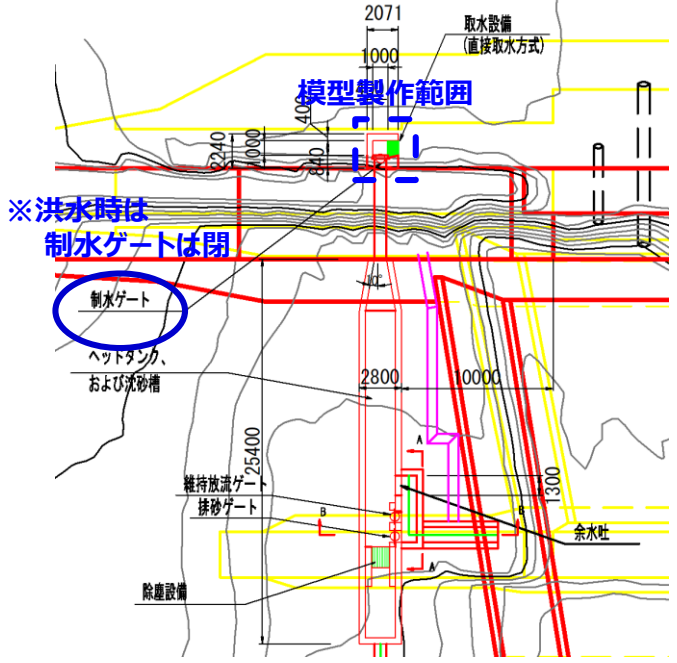 2071
取水設備
(直接取水方式)
1000
模型製作範囲
400
2240
1000
840
※洪水時は
制水ゲートは閉
10°
制水ゲート
ヘッドタンク、
および沈砂槽
2800
10000
25400
A
1300
維持放流ゲート
排砂ゲート
B
B
余水吐
A
除塵設備